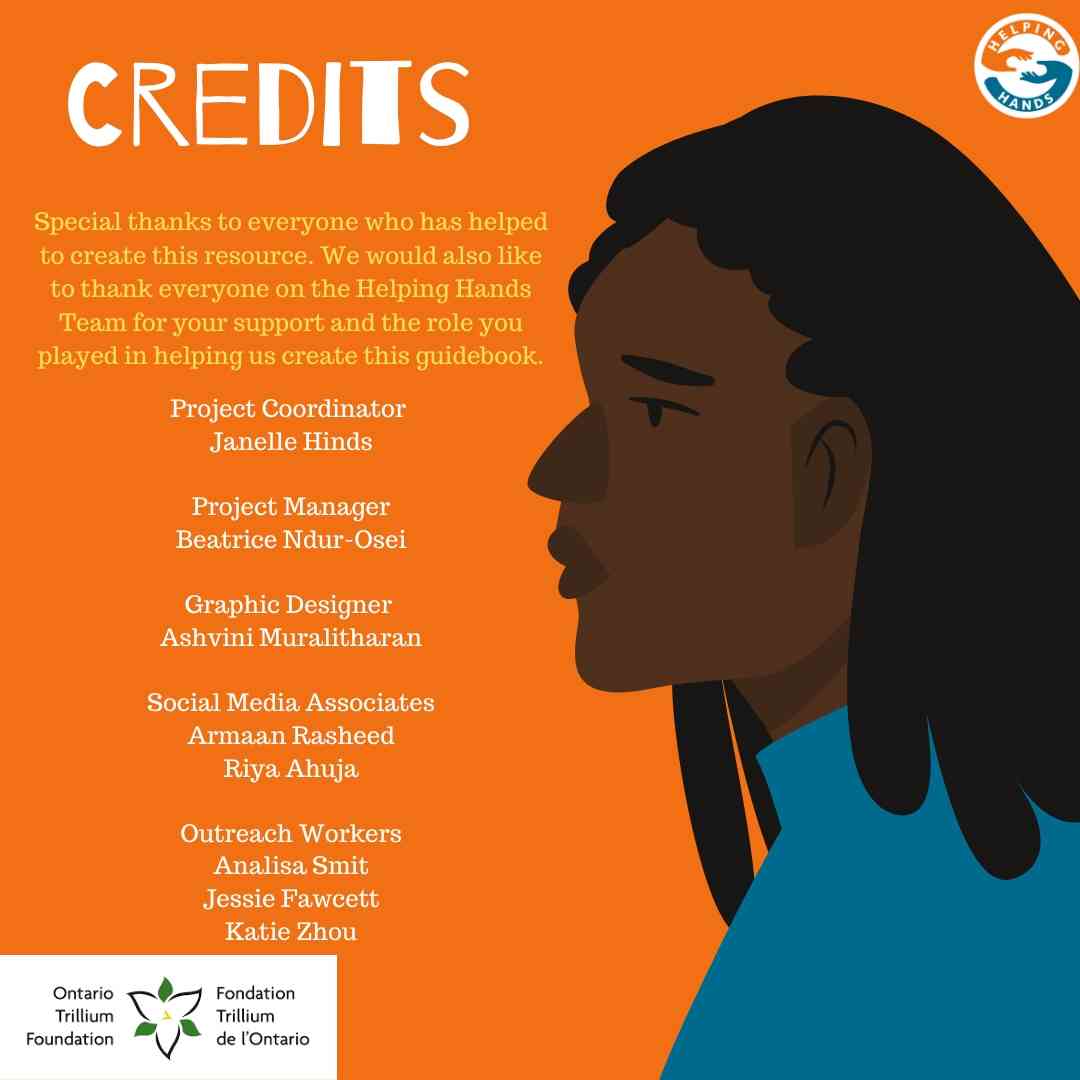 HELPING
HANDS
CREDITS
Special thanks to everyone who has helped
to create this resource. We would also like
to thank everyone on the Helping Hands
Team for your support and the role you
played in helping us create this guidebook.
Project Coordinator
Janelle Hinds
Project Manager
Beatrice Ndur-Osei
Graphic Designer
Ashvini Muralitharan
Social Media Associates
Armaan Rasheed
Riya Ahuja
Outreach Workers
Analisa Smit
Jessie Fawcett
Katie Zhou
Ontario
Trillium
Foundation
Fondation
Trillium
de l'Ontario